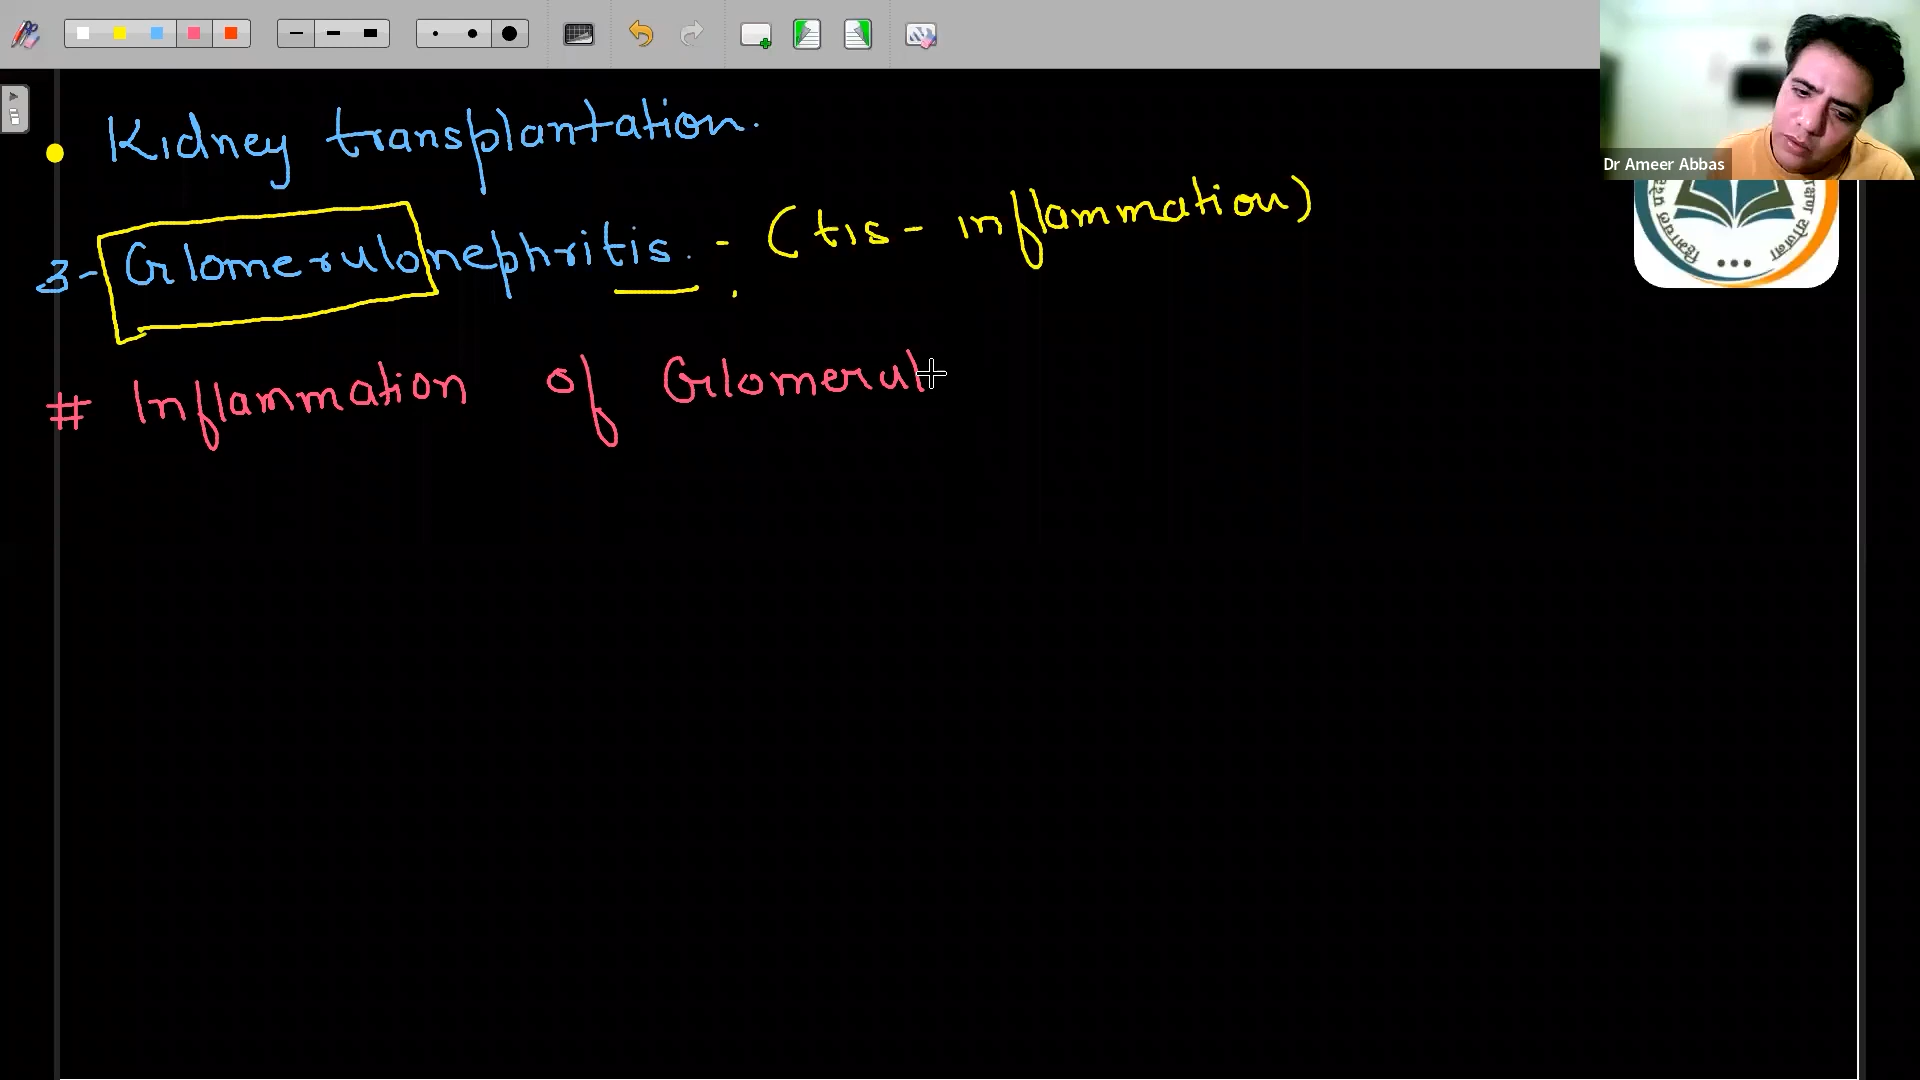 • Kidney transplantation.
3- Glomerulonephritis. - (tis - inflammation)
# Inflammation of Glomerul
Dr Ameer Abbas